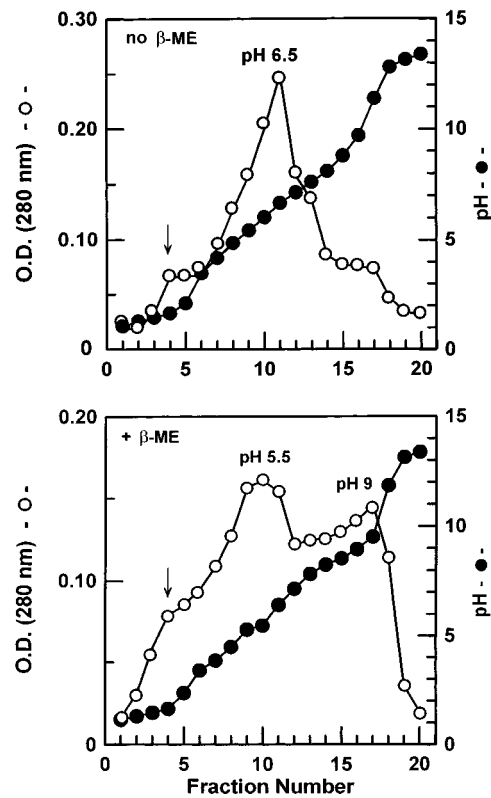 no β-ME
pH 6.5
O.D. (280 nm) - ○ -
pH - ● -
0.30
0.20
0.10
0
15
10
5
0
0 5 10 15 20
+ β-ME
pH 5.5
pH 9
O.D. (280 nm) - ○ -
pH - ● -
0.20
0.10
0
15
10
5
0
0 5 10 15 20
Fraction Number